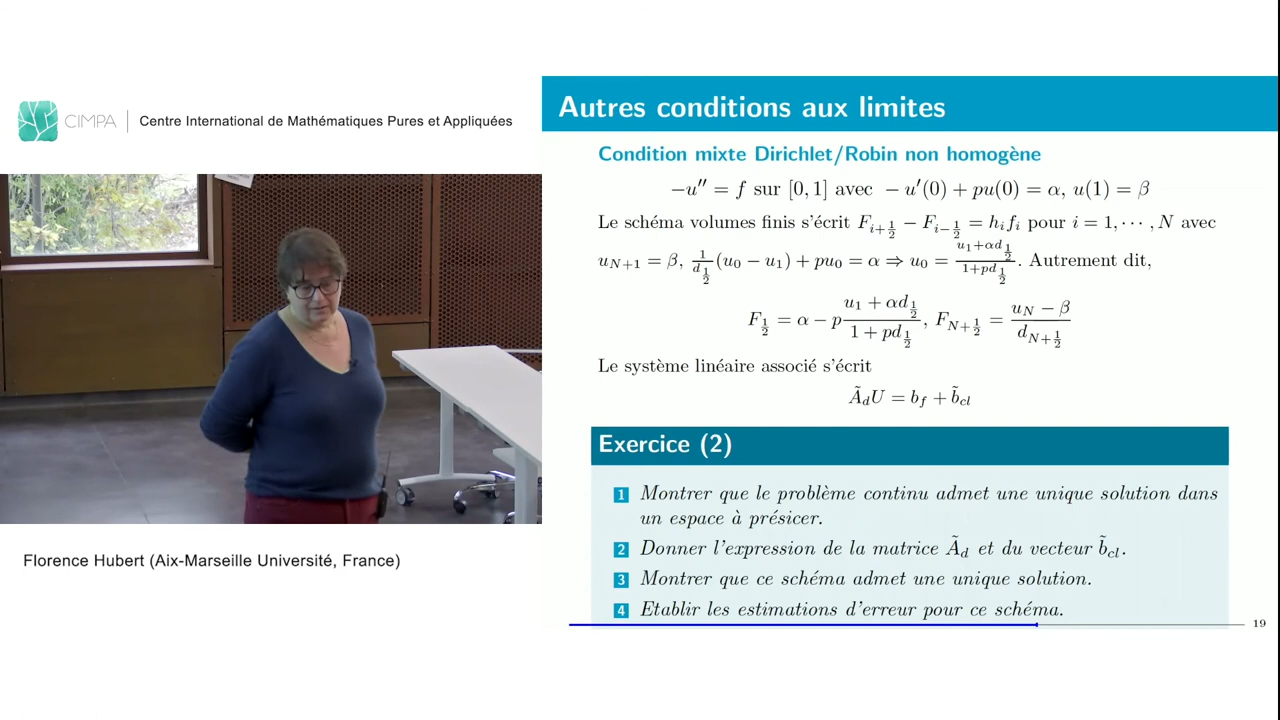 CIMPA
Centre International de Mathématiques Pures et Appliquées
Florence Hubert (Aix-Marseille Université, France)
Autres conditions aux limites
Condition mixte Dirichlet/Robin non homogène
−u″ = f sur [0, 1] avec − u′(0) + pu(0) = α, u(1) = β
Le schéma volumes finis s'écrit F_{i+1/2} − F_{i−1/2} = h_i f_i pour i = 1, ⋯ , N avec
u_{N+1} = β, 1/d_{1/2} (u_0 − u_1) + pu_0 = α ⇒ u_0 = (u_1+αd_{1/2})/(1+pd_{1/2}). Autrement dit,
F_{1/2} = α − p (u_1 + αd_{1/2})/(1 + pd_{1/2}), F_{N+1/2} = (u_N − β)/d_{N+1/2}
Le système linéaire associé s'écrit
Ã_d U = b_f + b̃_{cl}
Exercice (2)
1 Montrer que le problème continu admet une unique solution dans
un espace à présicer.
2 Donner l'expression de la matrice Ã_d et du vecteur b̃_{cl}.
3 Montrer que ce schéma admet une unique solution.
4 Etablir les estimations d'erreur pour ce schéma.
19